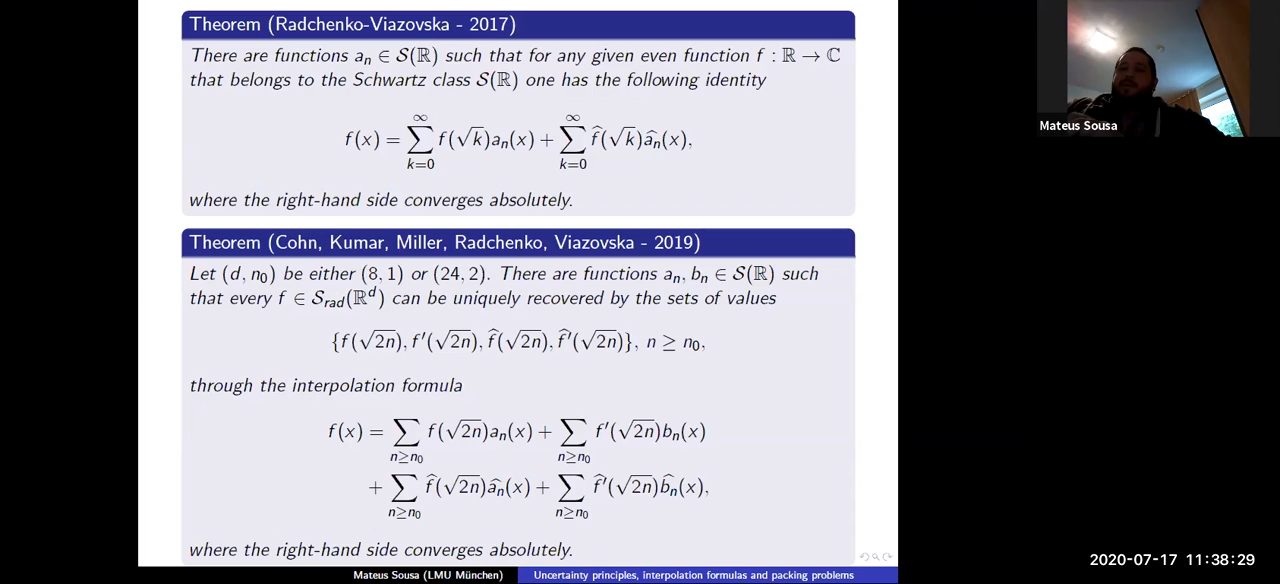 Theorem (Radchenko-Viazovska - 2017)
There are functions aₙ ∈ 𝒮(ℝ) such that for any given even function f : ℝ → ℂ
that belongs to the Schwartz class 𝒮(ℝ) one has the following identity
f(x) = ∑_{k=0}^{∞} f(√k)aₙ(x) + ∑_{k=0}^{∞} f̂(√k)âₙ(x),
where the right-hand side converges absolutely.
Theorem (Cohn, Kumar, Miller, Radchenko, Viazovska - 2019)
Let (d, n₀) be either (8, 1) or (24, 2). There are functions aₙ, bₙ ∈ 𝒮(ℝ) such
that every f ∈ 𝒮_{rad}(ℝ^d) can be uniquely recovered by the sets of values
{f(√2n), f′(√2n), f̂(√2n), f̂′(√2n)}, n ≥ n₀,
through the interpolation formula
f(x) = ∑_{n≥n₀} f(√2n)aₙ(x) + ∑_{n≥n₀} f′(√2n)bₙ(x)
+ ∑_{n≥n₀} f̂(√2n)âₙ(x) + ∑_{n≥n₀} f̂′(√2n)b̂ₙ(x),
where the right-hand side converges absolutely.
Mateus Sousa (LMU München) Uncertainty principles, interpolation formulas and packing problems
Mateus Sousa
2020-07-17 11:38:29